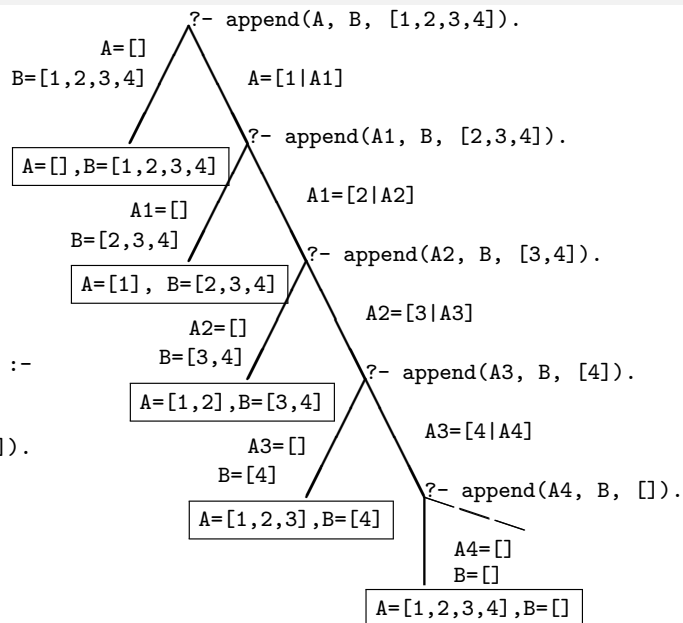 ?- append(A, B, [1,2,3,4]).
A=[]
B=[1,2,3,4]
A=[1|A1]
?- append(A1, B, [2,3,4]).
A=[],B=[1,2,3,4]
A1=[]
B=[2,3,4]
A1=[2|A2]
?- append(A2, B, [3,4]).
A=[1], B=[2,3,4]
A2=[]
B=[3,4]
A2=[3|A3]
:-
?- append(A3, B, [4]).
A=[1,2],B=[3,4]
A3=[]
B=[4]
A3=[4|A4]
]).
?- append(A4, B, []).
A=[1,2,3],B=[4]
A4=[]
B=[]
A=[1,2,3,4],B=[]